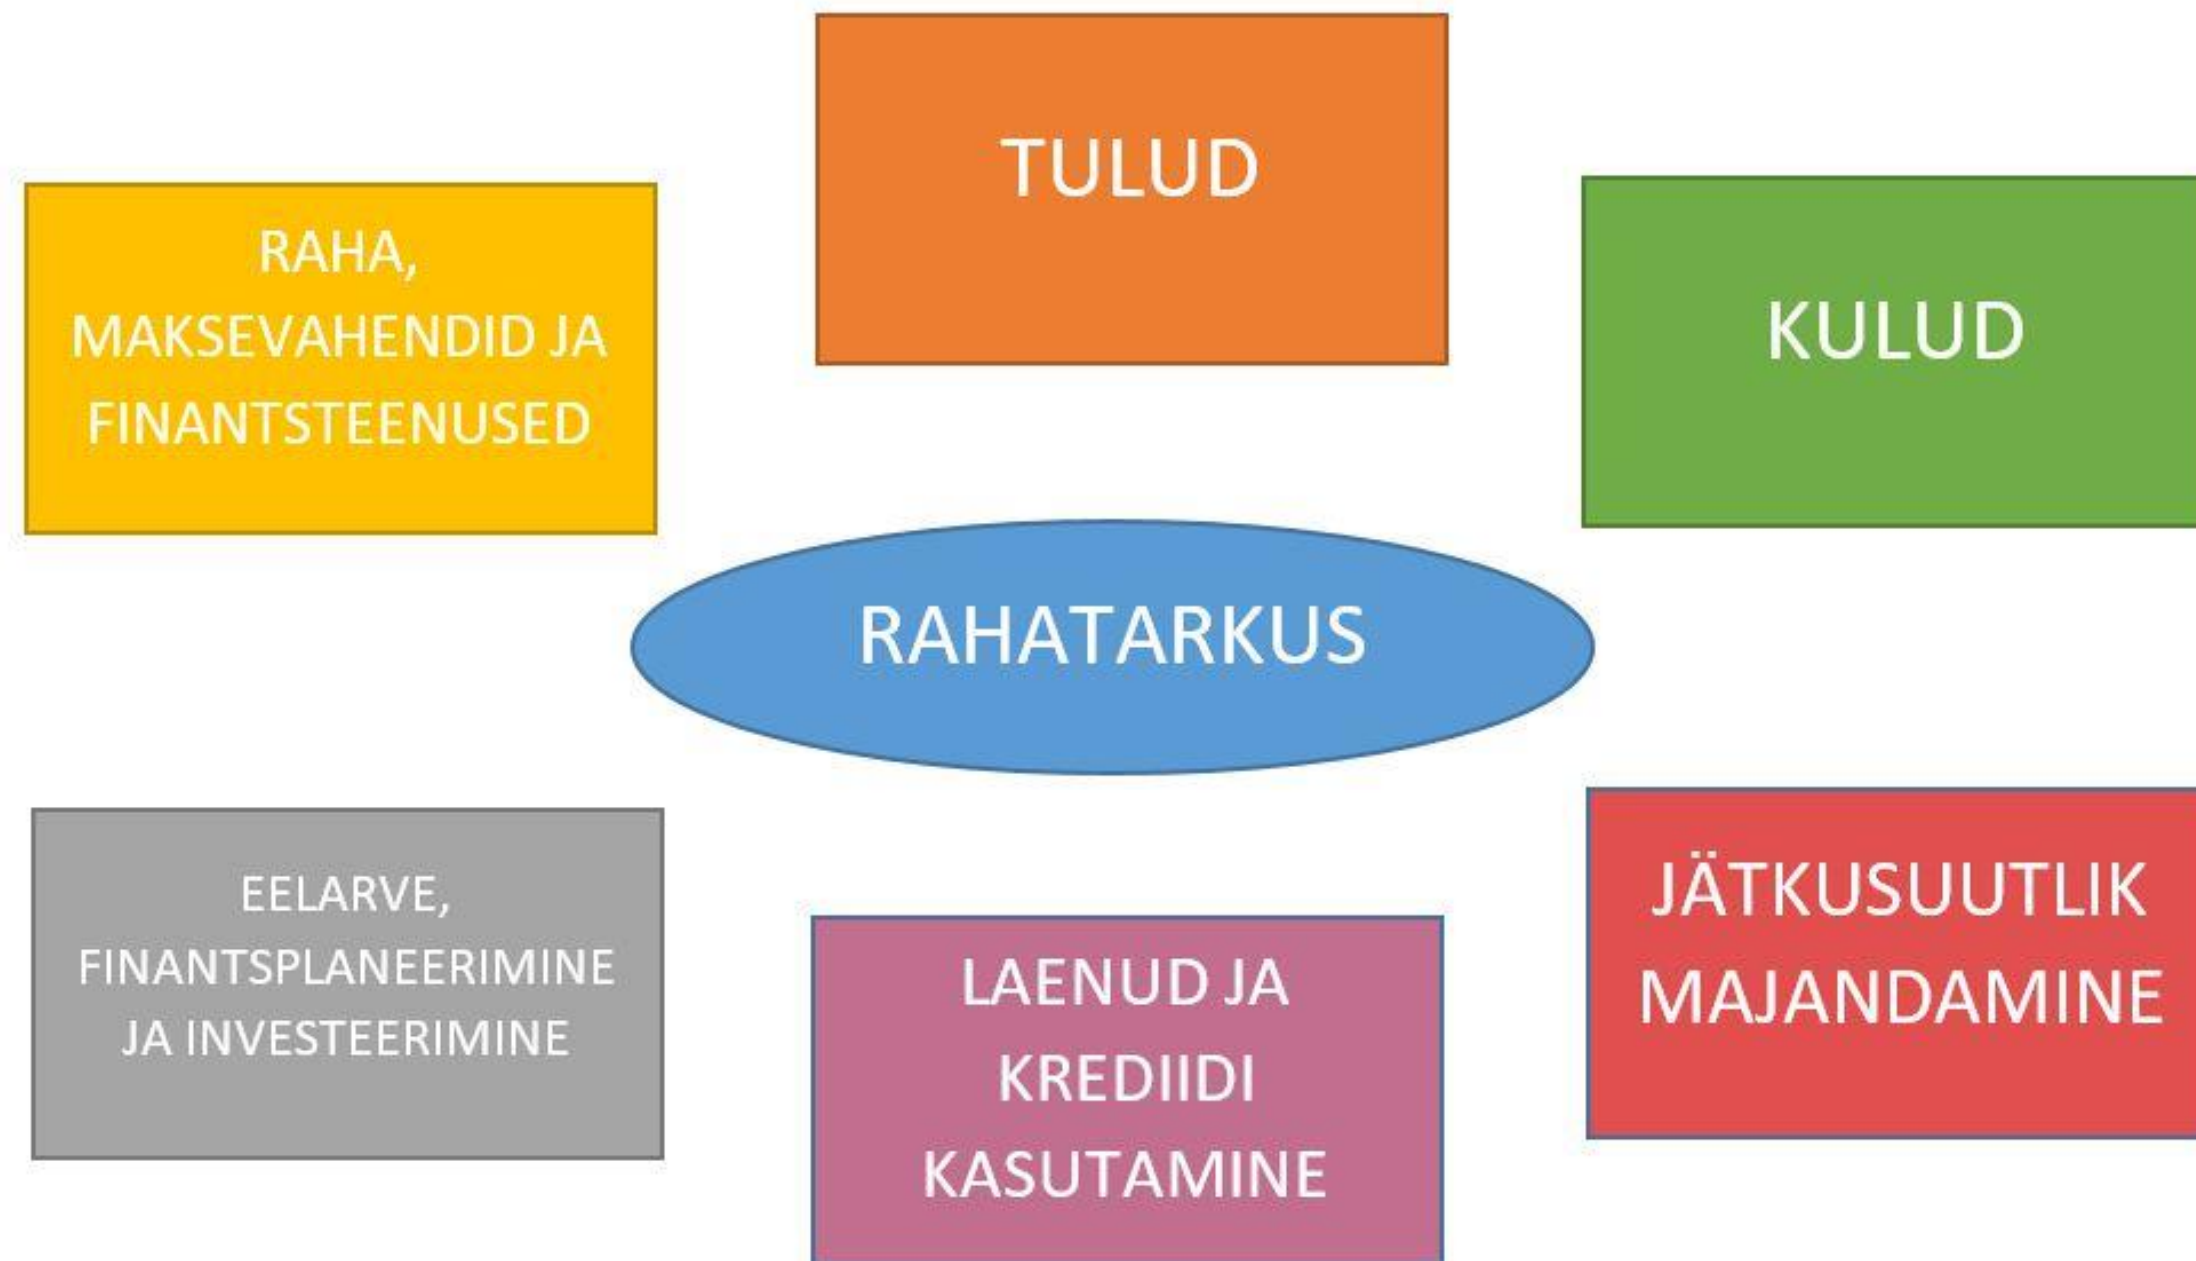 TULUD
RAHA,
MAKSEVAHENDID JA
FINANTSTEENUSED
KULUD
RAHATARKUS
EELARVE,
FINANTSPLANEERIMINE
JA INVESTEERIMINE
LAENUD JA
KREDIIDI
KASUTAMINE
JÄTKUSUUTLIK
MAJANDAMINE